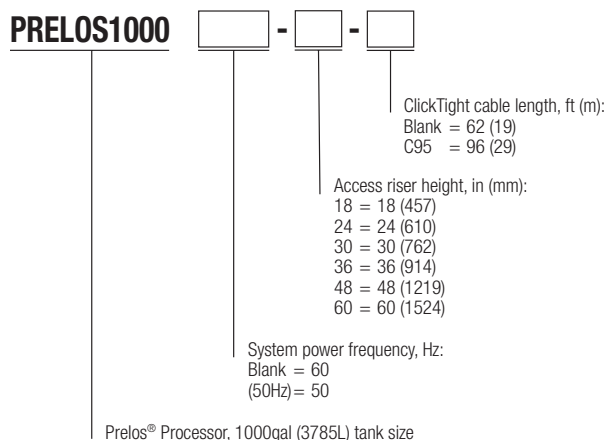 PRELOS1000 - -
ClickTight cable length, ft (m):
Blank = 62 (19)
C95 = 96 (29)
Access riser height, in (mm):
18 = 18 (457)
24 = 24 (610)
30 = 30 (762)
36 = 36 (914)
48 = 48 (1219)
60 = 60 (1524)
System power frequency, Hz:
Blank = 60
(50Hz)= 50
Prelos® Processor, 1000gal (3785L) tank size